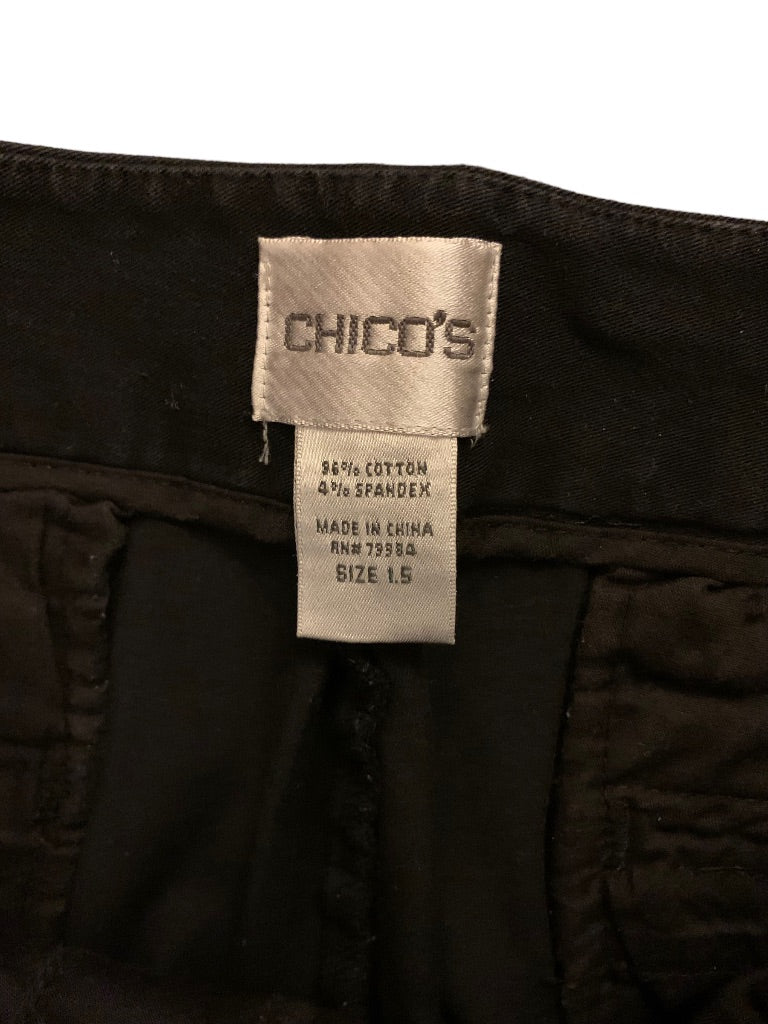 CHICO'S
96% COTTON
4% SPANDEX
MADE IN CHINA
RN# 79984
SIZE 1.5